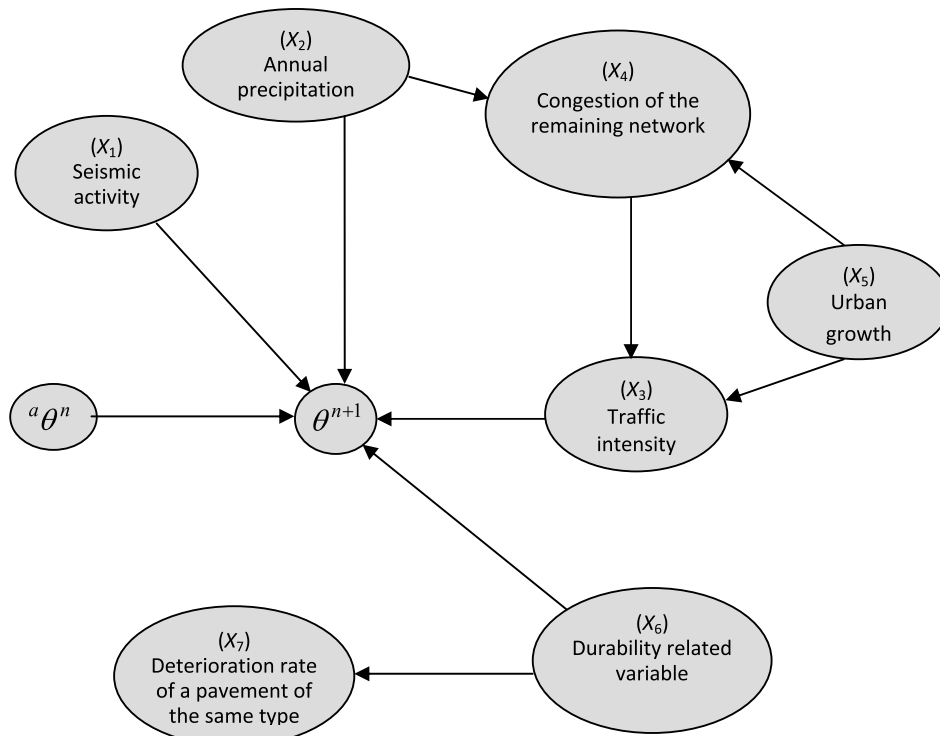 (X₂)
Annual
precipitation
(X₄)
Congestion of the
remaining network
(X₁)
Seismic
activity
(X₅)
Urban
growth
ᵃθⁿ
θⁿ⁺¹
(X₃)
Traffic
intensity
(X₆)
Durability related
variable
(X₇)
Deterioration rate
of a pavement of
the same type